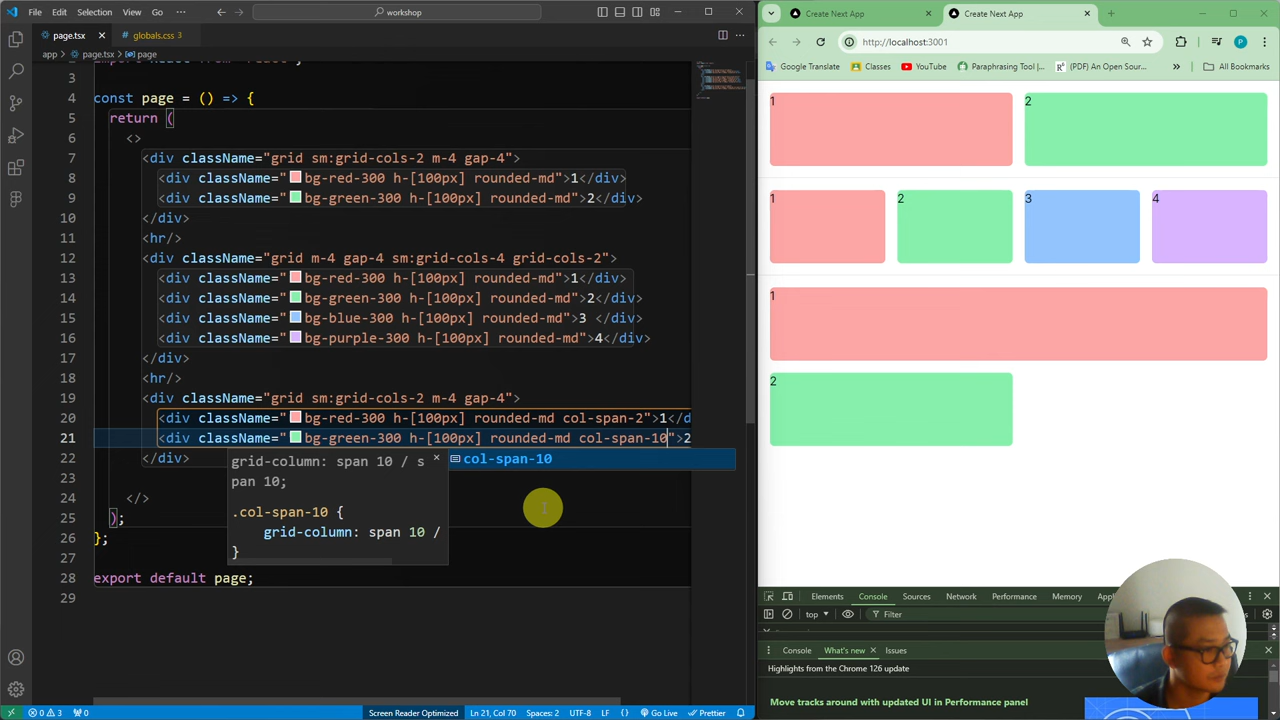 File Edit Selection View Go ··· workshop
page.tsx globals.css 3
app > page.tsx > page
3
4 const page = () => {
5 return (
6 <>
7 <div className="grid sm:grid-cols-2 m-4 gap-4">
8 <div className="bg-red-300 h-[100px] rounded-md">1</div>
9 <div className="bg-green-300 h-[100px] rounded-md">2</div>
10 </div>
11 <hr/>
12 <div className="grid m-4 gap-4 sm:grid-cols-4 grid-cols-2">
13 <div className="bg-red-300 h-[100px] rounded-md">1</div>
14 <div className="bg-green-300 h-[100px] rounded-md">2</div>
15 <div className="bg-blue-300 h-[100px] rounded-md">3 </div>
16 <div className="bg-purple-300 h-[100px] rounded-md">4</div>
17 </div>
18 <hr/>
19 <div className="grid sm:grid-cols-2 m-4 gap-4">
20 <div className="bg-red-300 h-[100px] rounded-md col-span-2">1</d
21 <div className="bg-green-300 h-[100px] rounded-md col-span-10">2
22 </div>
23
24 </>
25 );
26 };
27
28 export default page;
29
grid-column: span 10 / s
pan 10;
.col-span-10 {
grid-column: span 10 /
}
col-span-10
0 3 0 Screen Reader Optimized Ln 21, Col 70 Spaces: 2 UTF-8 LF Go Live Prettier
Create Next App Create Next App
http://localhost:3001 P
Google Translate Classes YouTube Paraphrasing Tool |... (PDF) An Open Sour... » All Bookmarks
1 2
1 2 3 4
1
2
Elements Console Sources Network Performance Memory
top Filter
Console What's new Issues
Highlights from the Chrome 126 update
Move tracks around with updated UI in Performance panel